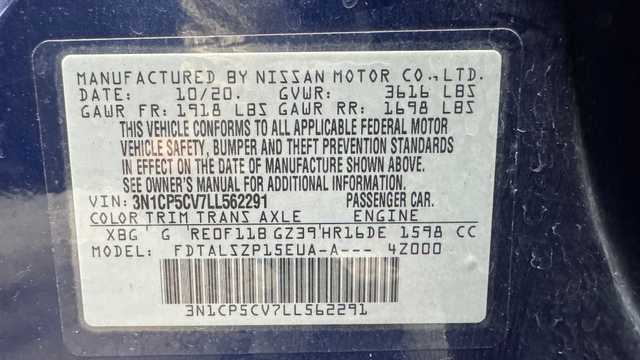 MANUFACTURED BY NISSAN MOTOR CO.,LTD.
DATE: 10/20. GVWR: 3616 LBS
GAWR FR: 1918 LBS GAWR RR: 1698 LBS
THIS VEHICLE CONFORMS TO ALL APPLICABLE FEDERAL MOTOR
VEHICLE SAFETY, BUMPER AND THEFT PREVENTION STANDARDS
IN EFFECT ON THE DATE OF MANUFACTURE SHOWN ABOVE.
SEE OWNER'S MANUAL FOR ADDITIONAL INFORMATION.
VIN: 3N1CP5CV7LL562291 PASSENGER CAR.
COLOR TRIM TRANS AXLE ENGINE
XBG G RE0F11B GZ39 HR16DE 1598 CC
MODEL: FDTALSZP15EUA-A--- 4Z000
3N1CP5CV7LL562291